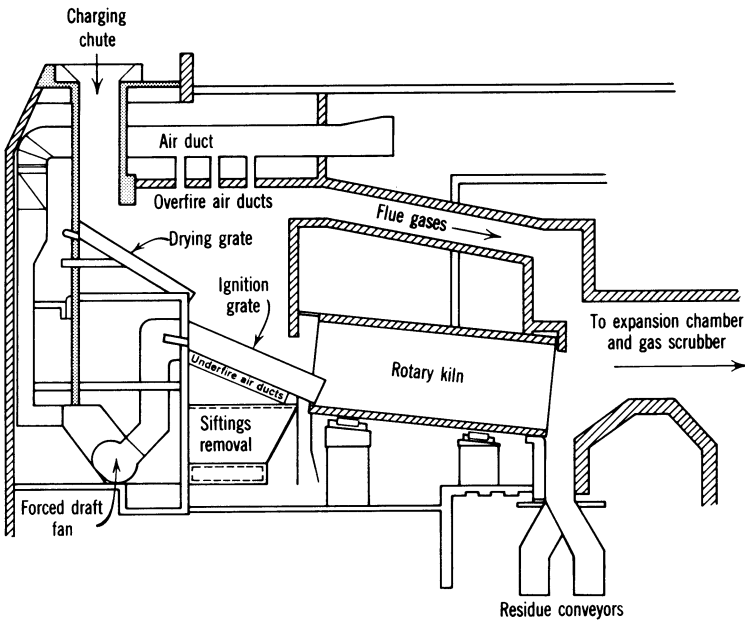 Charging
chute
Air duct
Overfire air ducts
Flue gases
Drying grate
Ignition
grate
To expansion chamber
and gas scrubber
Underfire air ducts
Rotary kiln
Siftings
removal
Forced draft
fan
Residue conveyors